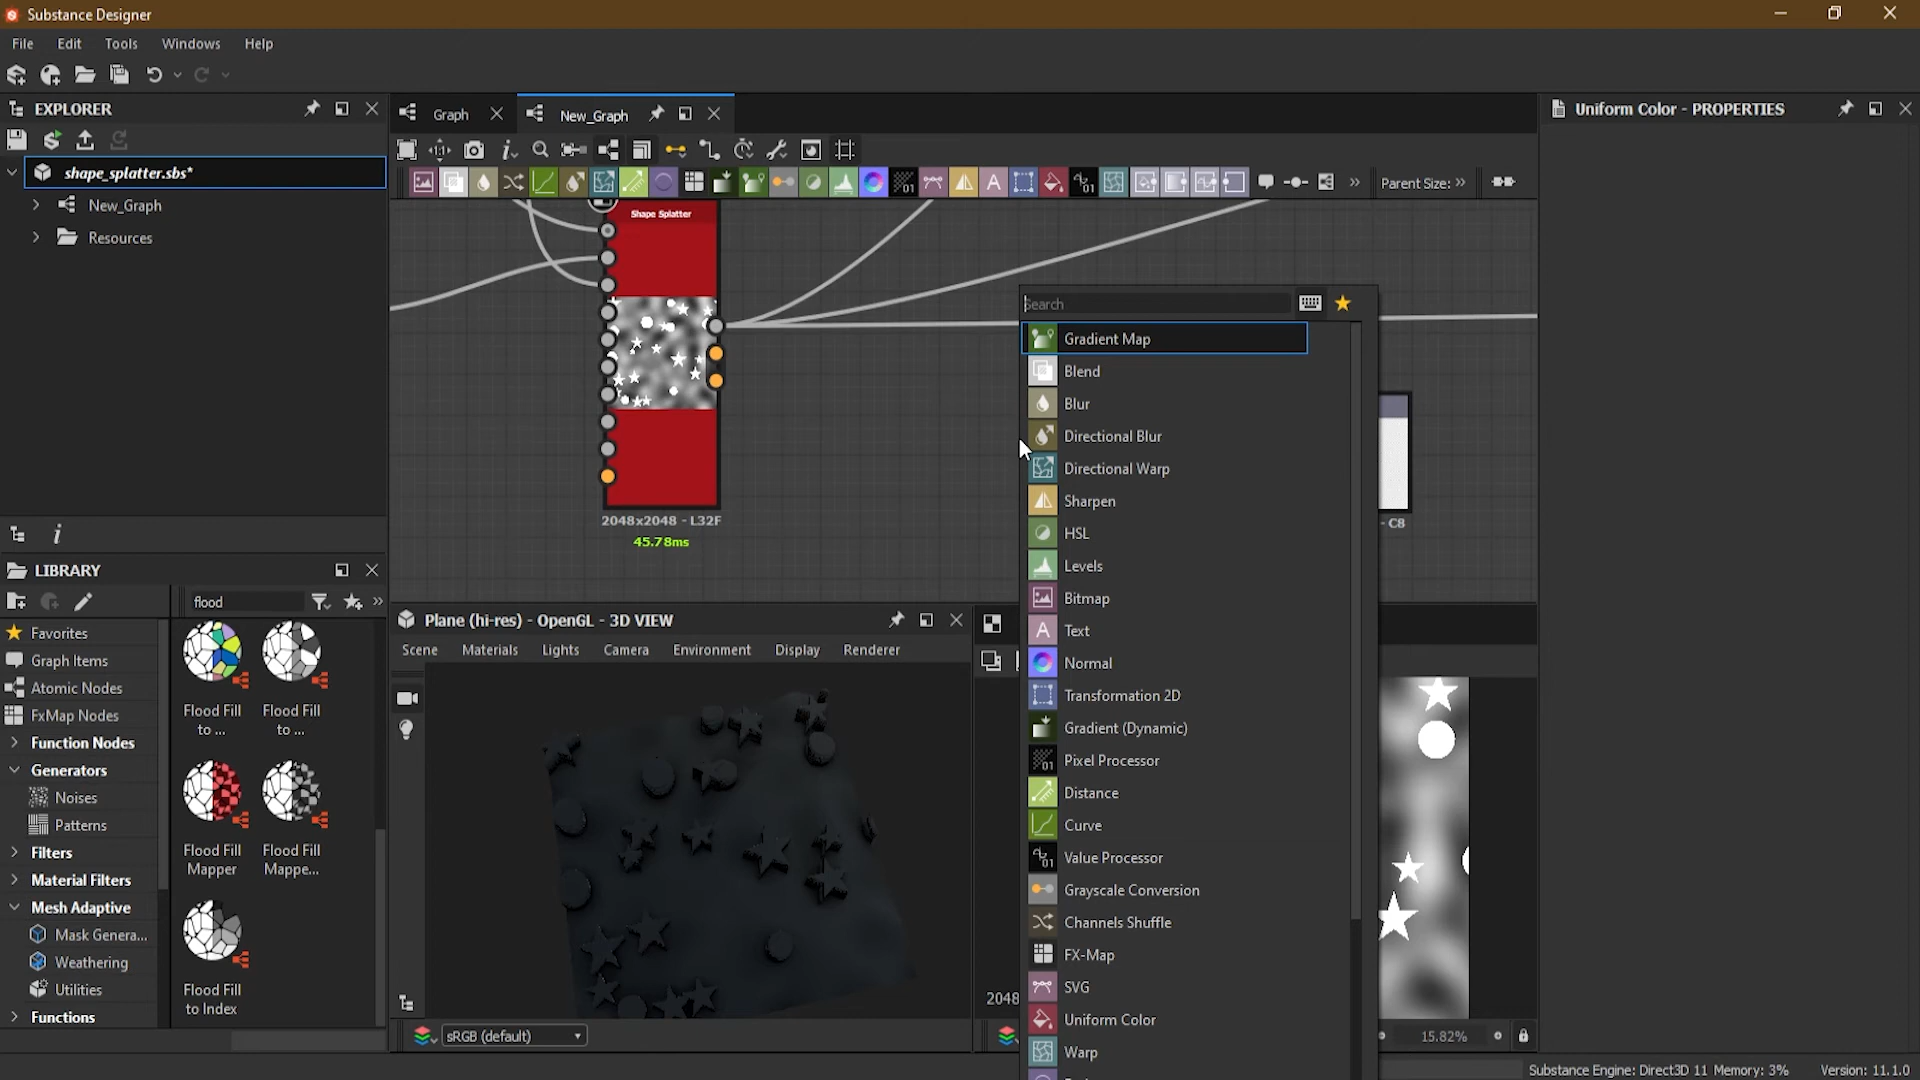 Substance Designer
File Edit Tools Windows Help
EXPLORER
shape_splatter.sbs*
New_Graph
Resources
Graph
New_Graph
Parent Size:
Shape Splatter
2048x2048 - L32F
45.78ms
Search
Gradient Map
Blend
Blur
Directional Blur
Directional Warp
Sharpen
HSL
Levels
Bitmap
Text
Normal
Transformation 2D
Gradient (Dynamic)
Pixel Processor
Distance
Curve
Value Processor
Grayscale Conversion
Channels Shuffle
FX-Map
SVG
Uniform Color
Warp
- C8
Uniform Color - PROPERTIES
LIBRARY
flood
Favorites
Graph Items
Atomic Nodes
FxMap Nodes
Function Nodes
Generators
Noises
Patterns
Filters
Material Filters
Mesh Adaptive
Mask Genera...
Weathering
Utilities
Functions
Flood Fill
to ...
Flood Fill
to ...
Flood Fill
Mapper
Flood Fill
Mappe...
Flood Fill
to Index
Plane (hi-res) - OpenGL - 3D VIEW
Scene Materials Lights Camera Environment Display Renderer
sRGB (default)
2048
15.82%
Substance Engine: Direct3D 11 Memory: 3% Version: 11.1.0